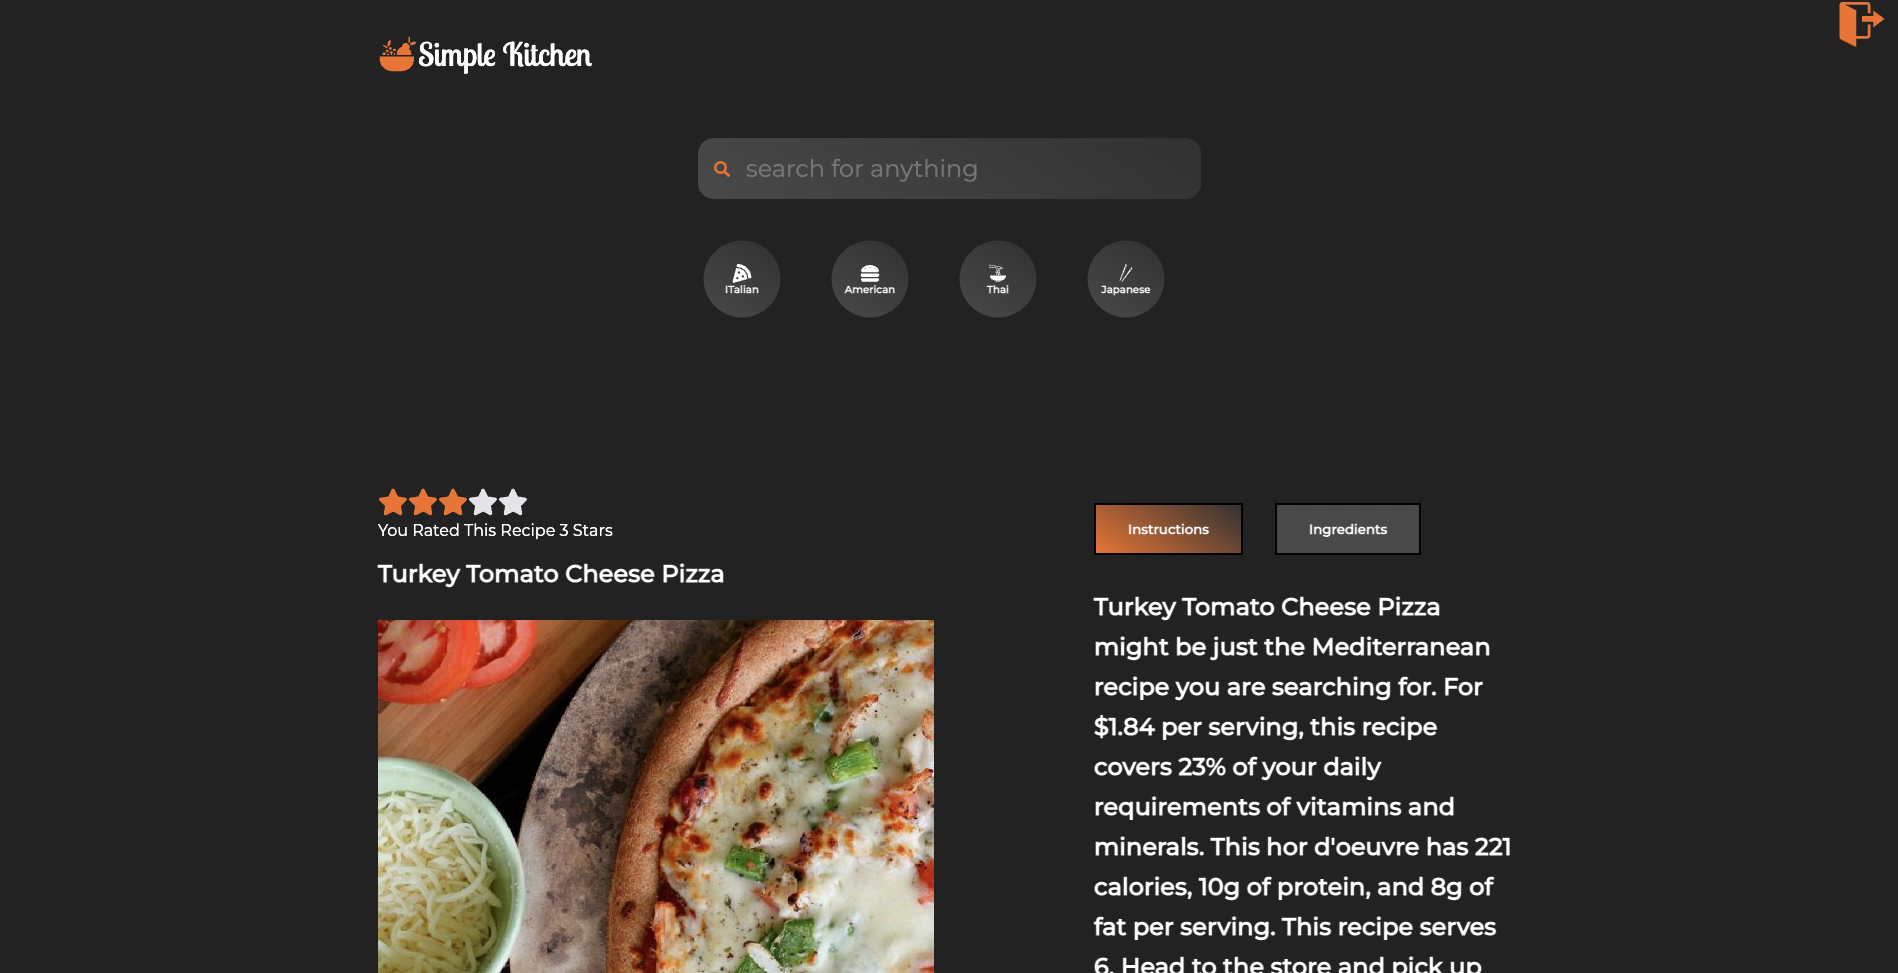 Simple Kitchen
search for anything
ITalian
American
Thai
Japanese
You Rated This Recipe 3 Stars
Turkey Tomato Cheese Pizza
Instructions
Ingredients
Turkey Tomato Cheese Pizza
might be just the Mediterranean
recipe you are searching for. For
$1.84 per serving, this recipe
covers 23% of your daily
requirements of vitamins and
minerals. This hor d'oeuvre has 221
calories, 10g of protein, and 8g of
fat per serving. This recipe serves
6. Head to the store and pick up